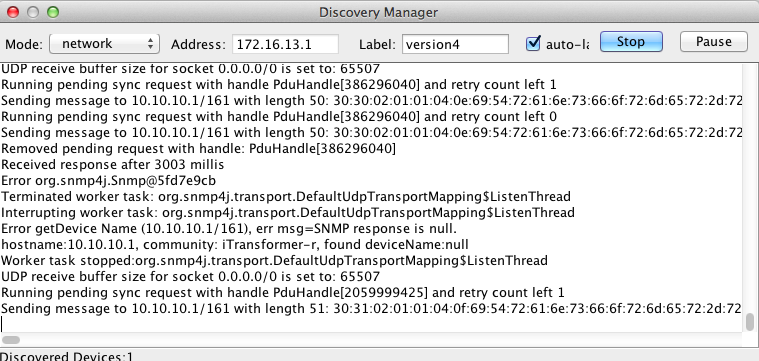 Discovery Manager
Mode: network Address: 172.16.13.1 Label: version4 auto-la Stop Pause
UDP receive buffer size for socket 0.0.0.0/0 is set to: 65507
Running pending sync request with handle PduHandle[386296040] and retry count left 1
Sending message to 10.10.10.1/161 with length 50: 30:30:02:01:01:04:0e:69:54:72:61:6e:73:66:6f:72:6d:65:72:2d:72
Running pending sync request with handle PduHandle[386296040] and retry count left 0
Sending message to 10.10.10.1/161 with length 50: 30:30:02:01:01:04:0e:69:54:72:61:6e:73:66:6f:72:6d:65:72:2d:72
Removed pending request with handle: PduHandle[386296040]
Received response after 3003 millis
Error org.snmp4j.Snmp@5fd7e9cb
Terminated worker task: org.snmp4j.transport.DefaultUdpTransportMapping$ListenThread
Interrupting worker task: org.snmp4j.transport.DefaultUdpTransportMapping$ListenThread
Error getDevice Name (10.10.10.1/161), err msg=SNMP response is null.
hostname:10.10.10.1, community: iTransformer-r, found deviceName:null
Worker task stopped:org.snmp4j.transport.DefaultUdpTransportMapping$ListenThread
UDP receive buffer size for socket 0.0.0.0/0 is set to: 65507
Running pending sync request with handle PduHandle[2059999425] and retry count left 1
Sending message to 10.10.10.1/161 with length 51: 30:31:02:01:01:04:0f:69:54:72:61:6e:73:66:6f:72:6d:65:72:2d:72
Discovered Devices:1